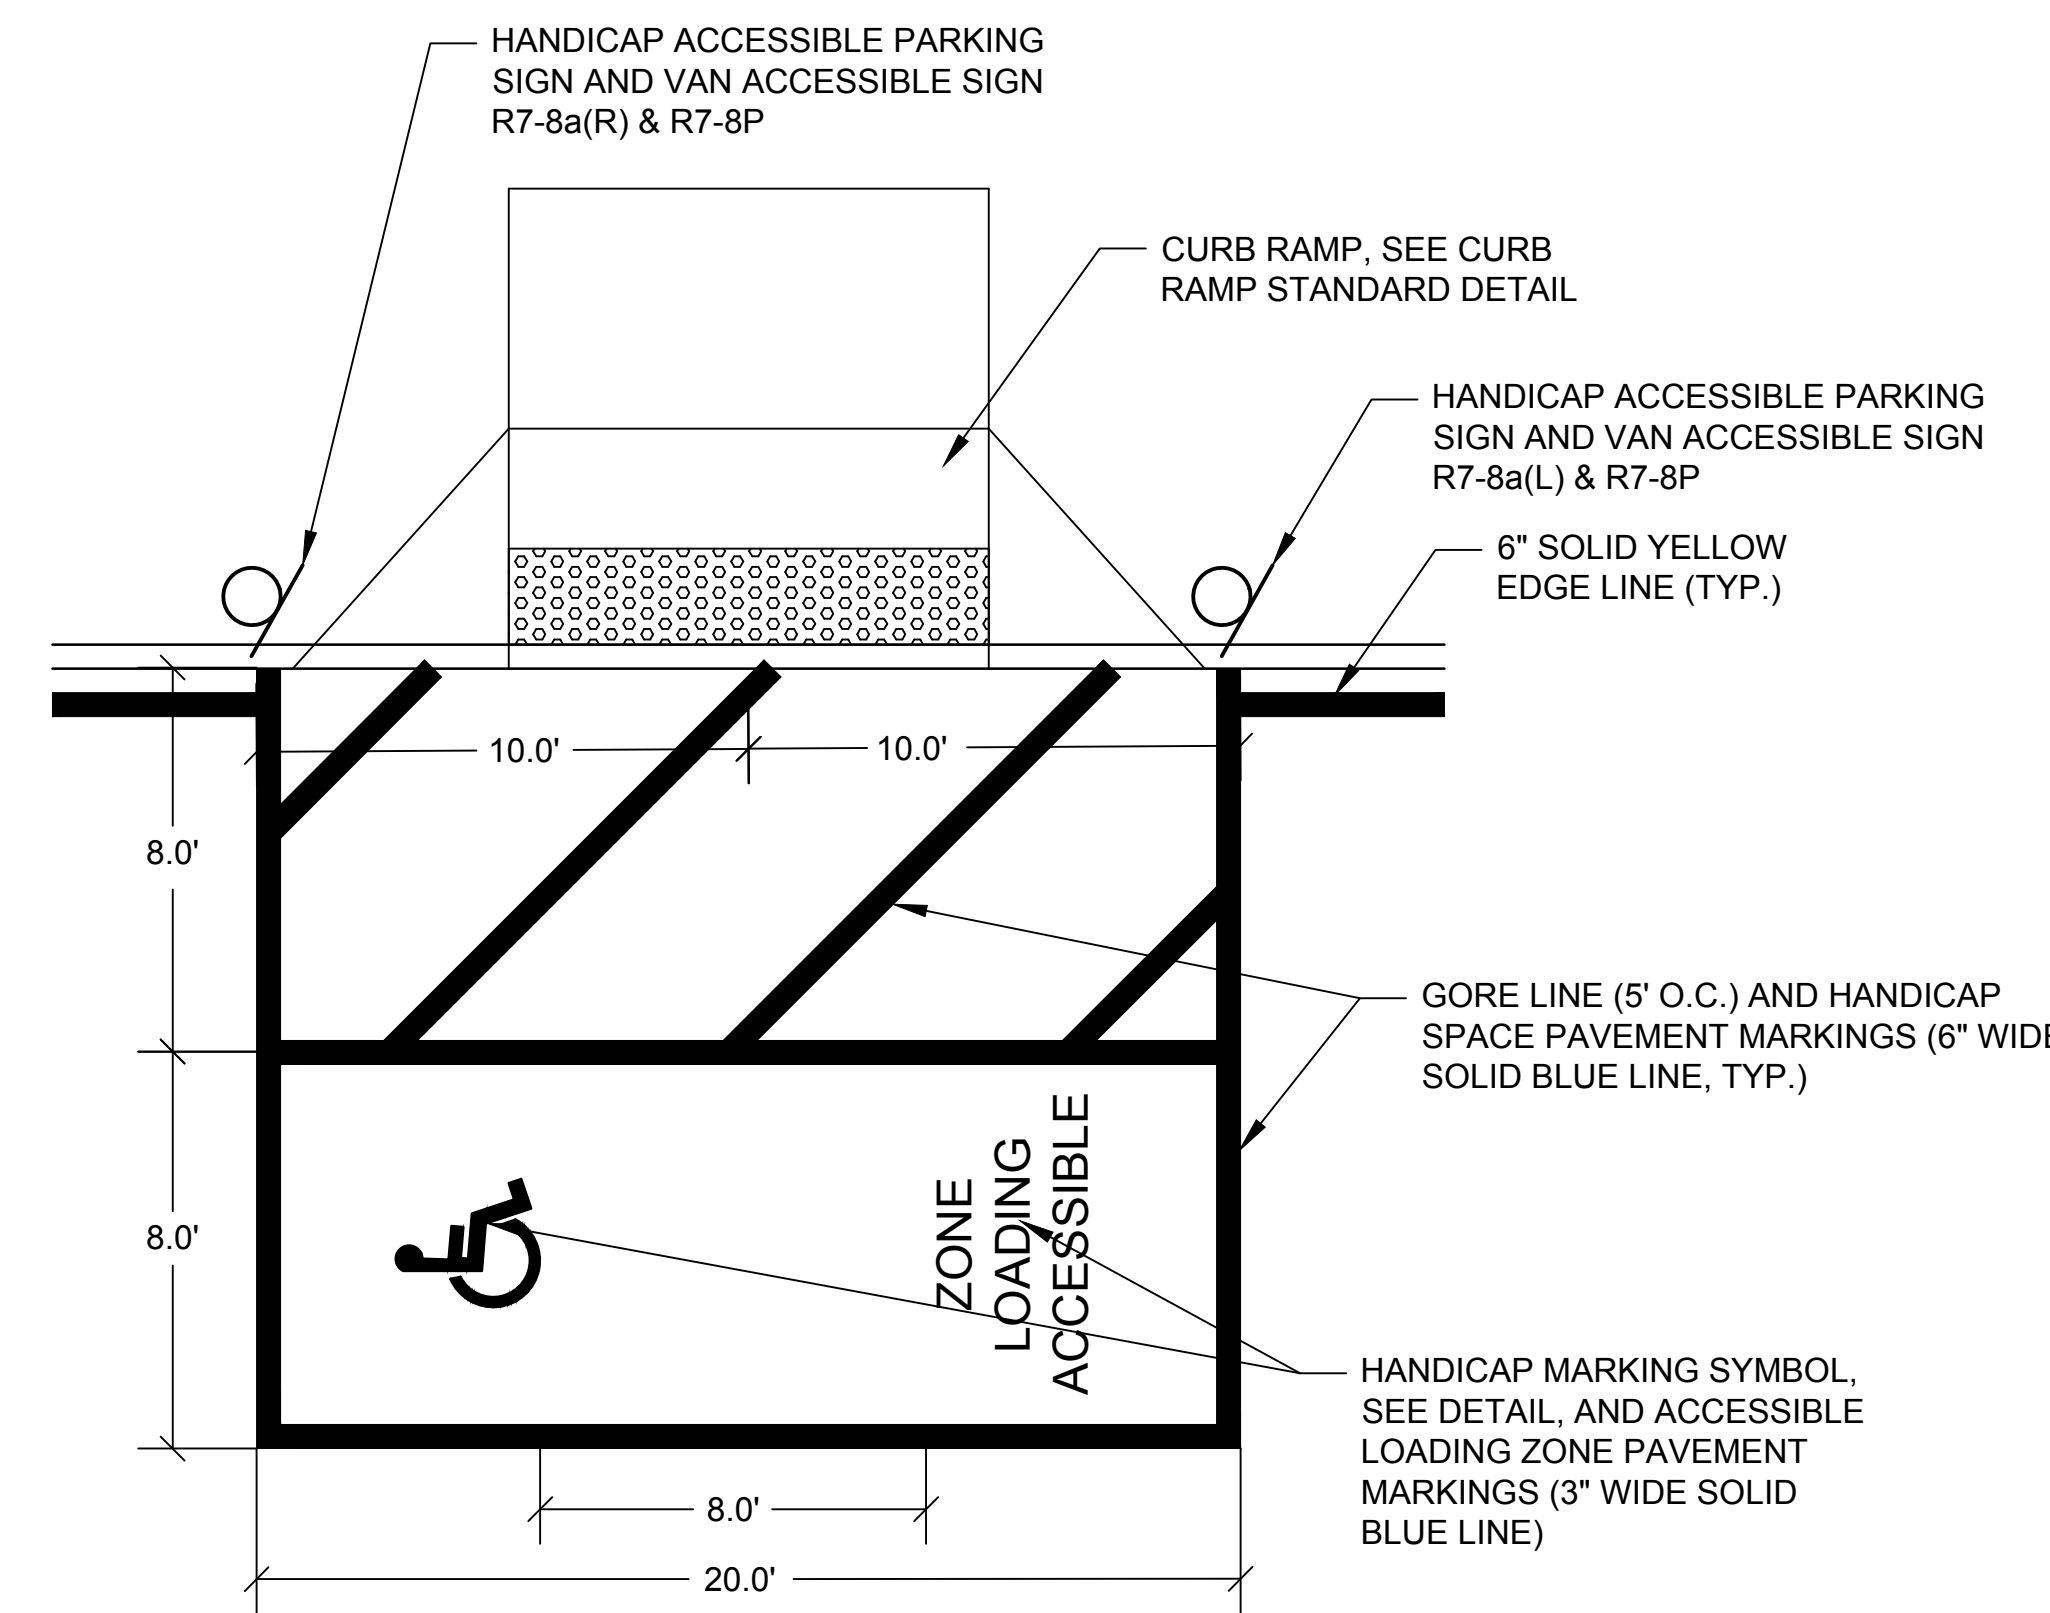 HANDICAP ACCESSIBLE PARKING
SIGN AND VAN ACCESSIBLE SIGN
R7-8a(R) & R7-8P
CURB RAMP, SEE CURB
RAMP STANDARD DETAIL
HANDICAP ACCESSIBLE PARKING
SIGN AND VAN ACCESSIBLE SIGN
R7-8a(L) & R7-8P
6" SOLID YELLOW
EDGE LINE (TYP.)
10.0'
10.0'
8.0'
GORE LINE (5' O.C.) AND HANDICAP
SPACE PAVEMENT MARKINGS (6" WIDE
SOLID BLUE LINE, TYP.)
8.0'
ZONE
LOADING
ACCESSIBLE
HANDICAP MARKING SYMBOL,
SEE DETAIL, AND ACCESSIBLE
LOADING ZONE PAVEMENT
MARKINGS (3" WIDE SOLID
BLUE LINE)
8.0'
20.0'